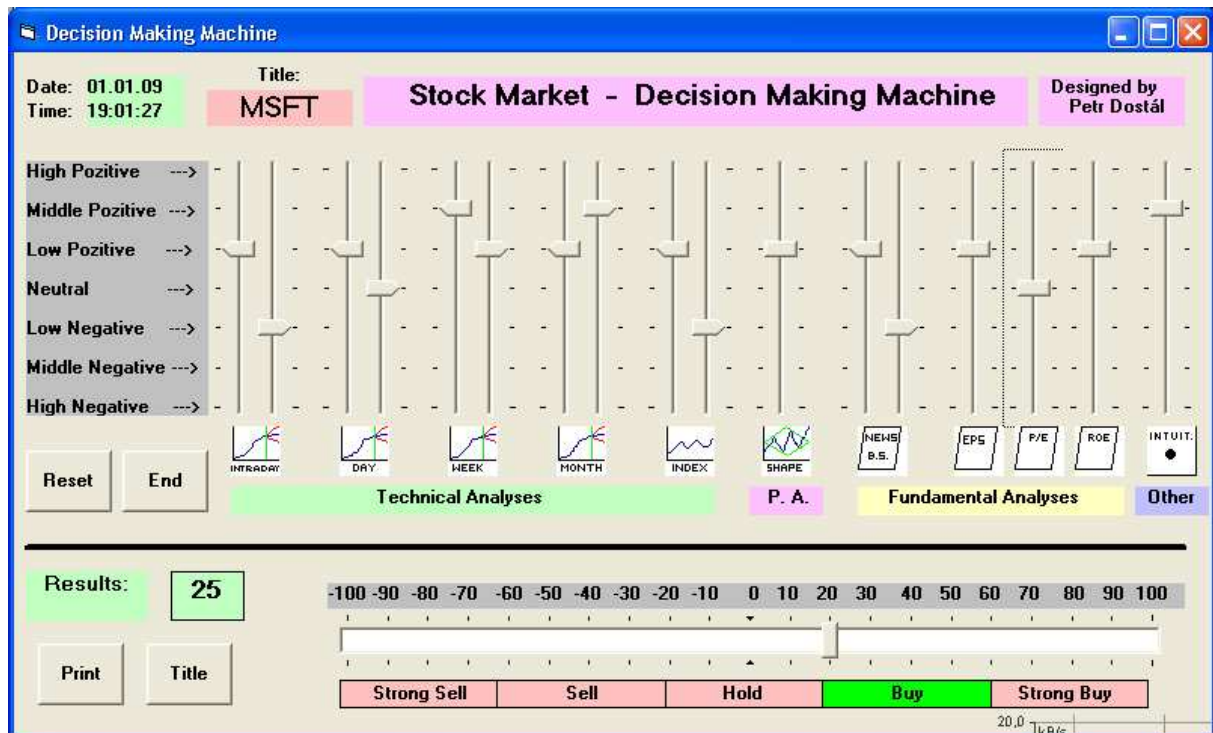 Decision Making Machine
Date: 01.01.09
Time: 19:01:27
Title:
MSFT
Stock Market - Decision Making Machine
Designed by
Petr Dostál
High Pozitive --->
Middle Pozitive --->
Low Pozitive --->
Neutral --->
Low Negative --->
Middle Negative --->
High Negative --->
INTRADAY
DAY
WEEK
MONTH
INDEX
SHAPE
NEWS
B.S.
EPS
P/E
ROE
INTUIT.
Reset
End
Technical Analyses
P. A.
Fundamental Analyses
Other
Results:
25
-100 -90 -80 -70 -60 -50 -40 -30 -20 -10 0 10 20 30 40 50 60 70 80 90 100
Print
Title
Strong Sell
Sell
Hold
Buy
Strong Buy
20,0
kB/s